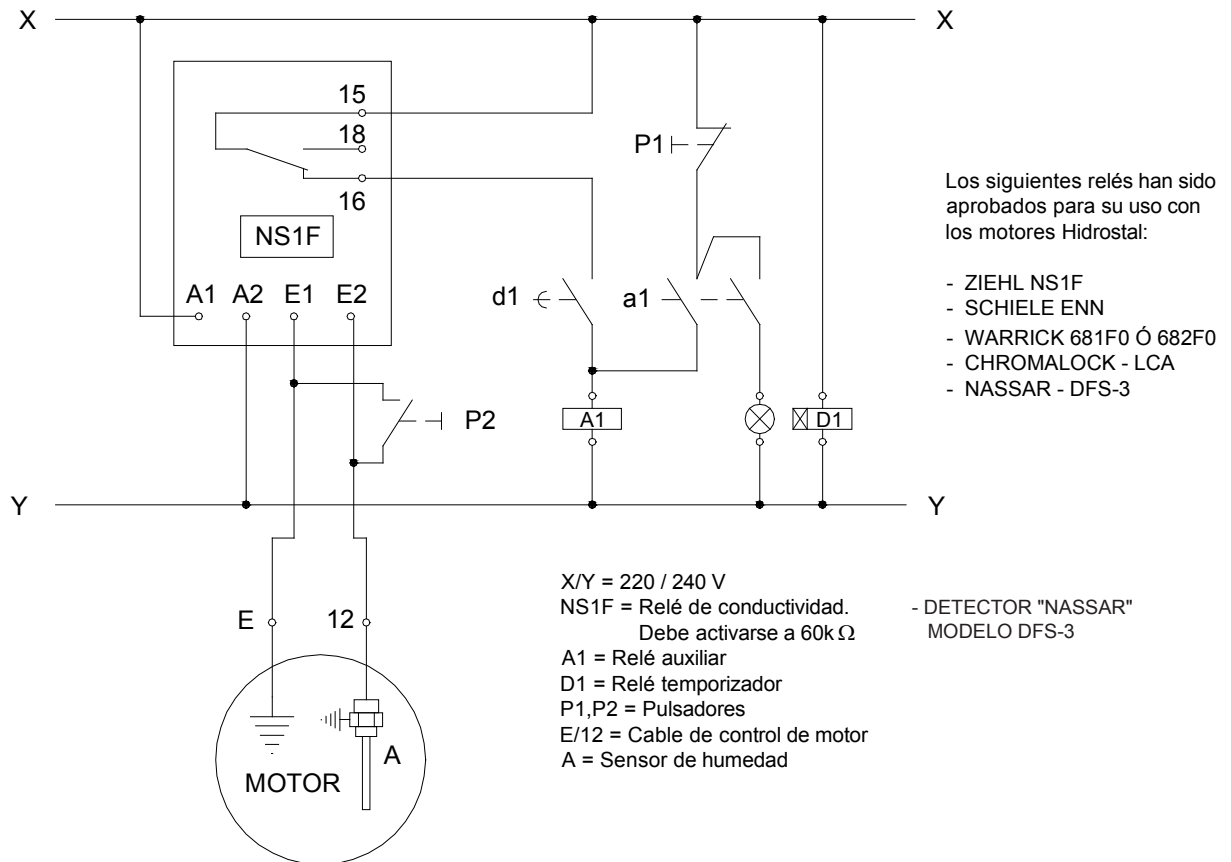 X
X
15
18
16
NS1F
A1 A2 E1 E2
P1
d1
a1
P2
A1
D1
Y
Y
E
12
A
MOTOR
Los siguientes relés han sido
aprobados para su uso con
los motores Hidrostal:
- ZIEHL NS1F
- SCHIELE ENN
- WARRICK 681F0 Ó 682F0
- CHROMALOCK - LCA
- NASSAR - DFS-3
X/Y = 220 / 240 V
NS1F = Relé de conductividad.
Debe activarse a 60k Ω
A1 = Relé auxiliar
D1 = Relé temporizador
P1,P2 = Pulsadores
E/12 = Cable de control de motor
A = Sensor de humedad
- DETECTOR "NASSAR"
MODELO DFS-3